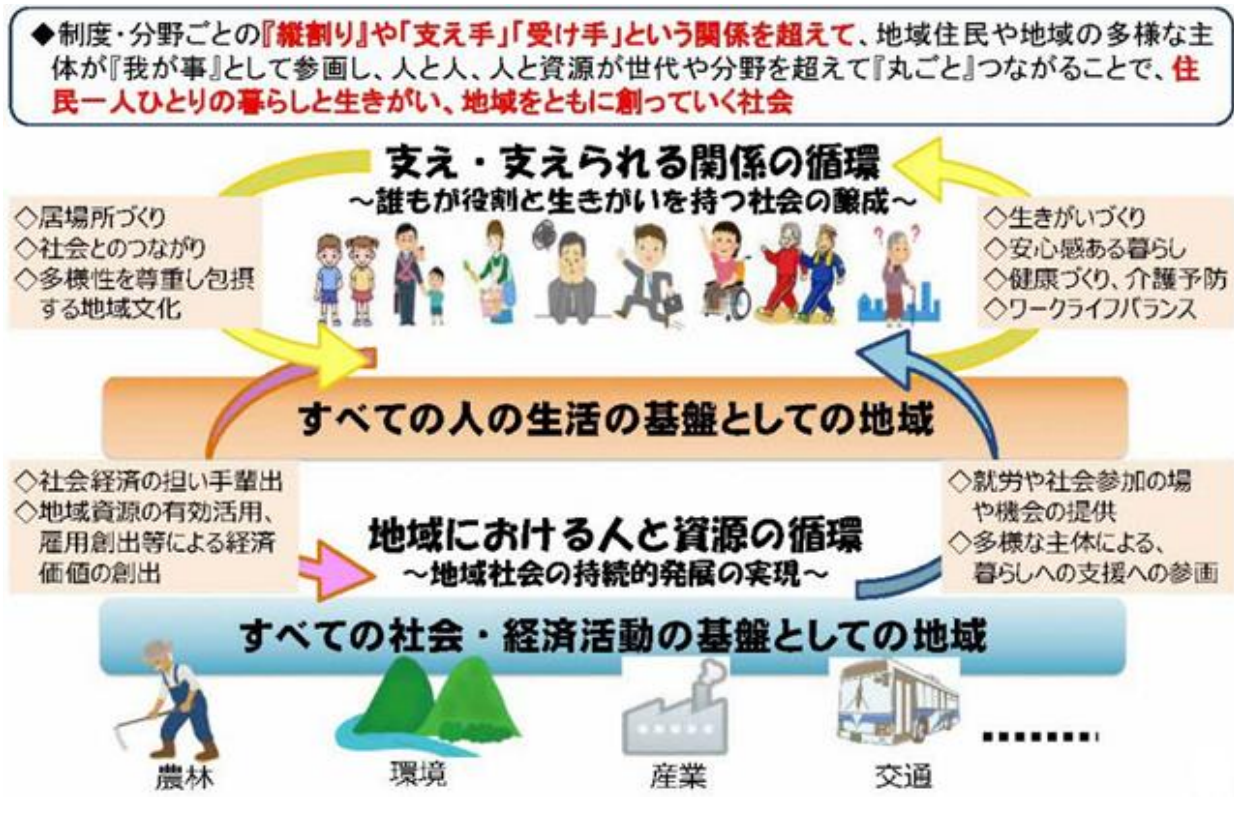 ◆制度・分野ごとの『縦割り』や「支え手」「受け手」という関係を超えて、地域住民や地域の多様な主
体が『我が事』として参画し、人と人、人と資源が世代や分野を超えて『丸ごと』つながることで、住
民一人ひとりの暮らしと生きがい、地域をともに創っていく社会
支え・支えられる関係の循環
～誰もが役割と生きがいを持つ社会の醸成～
◇居場所づくり
◇社会とのつながり
◇多様性を尊重し包摂
する地域文化
◇生きがいづくり
◇安心感ある暮らし
◇健康づくり、介護予防
◇ワークライフバランス
? ?
すべての人の生活の基盤としての地域
◇社会経済の担い手輩出
◇地域資源の有効活用、
雇用創出等による経済
価値の創出
地域における人と資源の循環
～地域社会の持続的発展の実現～
◇就労や社会参加の場
や機会の提供
◇多様な主体による、
暮らしへの支援への参画
すべての社会・経済活動の基盤としての地域
農林
環境
産業
交通